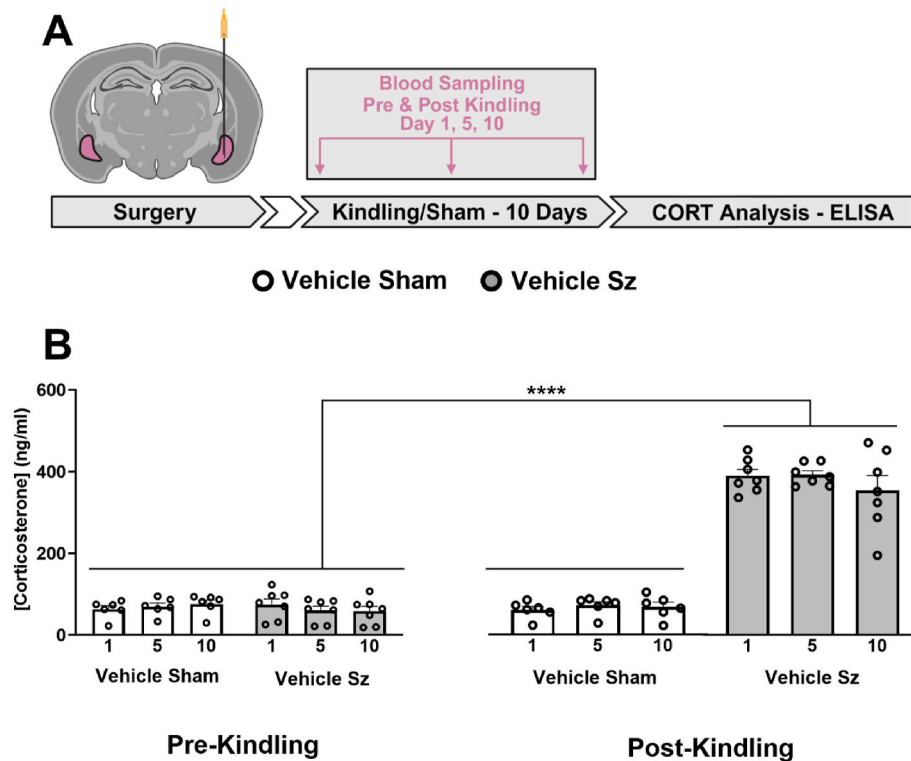 A
Blood Sampling
Pre & Post Kindling
Day 1, 5, 10
Surgery
Kindling/Sham - 10 Days
CORT Analysis - ELISA
Vehicle Sham
Vehicle Sz
B
[Corticosterone] (ng/ml)
600
400
200
0
****
1 5 10 1 5 10 1 5 10 1 5 10
Vehicle Sham Vehicle Sz Vehicle Sham Vehicle Sz
Pre-Kindling Post-Kindling